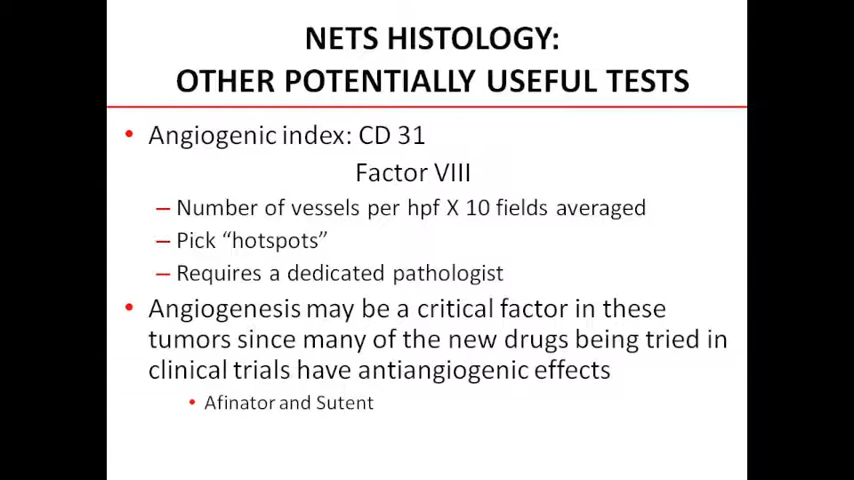 NETS HISTOLOGY:
OTHER POTENTIALLY USEFUL TESTS
• Angiogenic index: CD 31
Factor VIII
– Number of vessels per hpf X 10 fields averaged
– Pick “hotspots”
– Requires a dedicated pathologist
• Angiogenesis may be a critical factor in these
tumors since many of the new drugs being tried in
clinical trials have antiangiogenic effects
• Afinator and Sutent